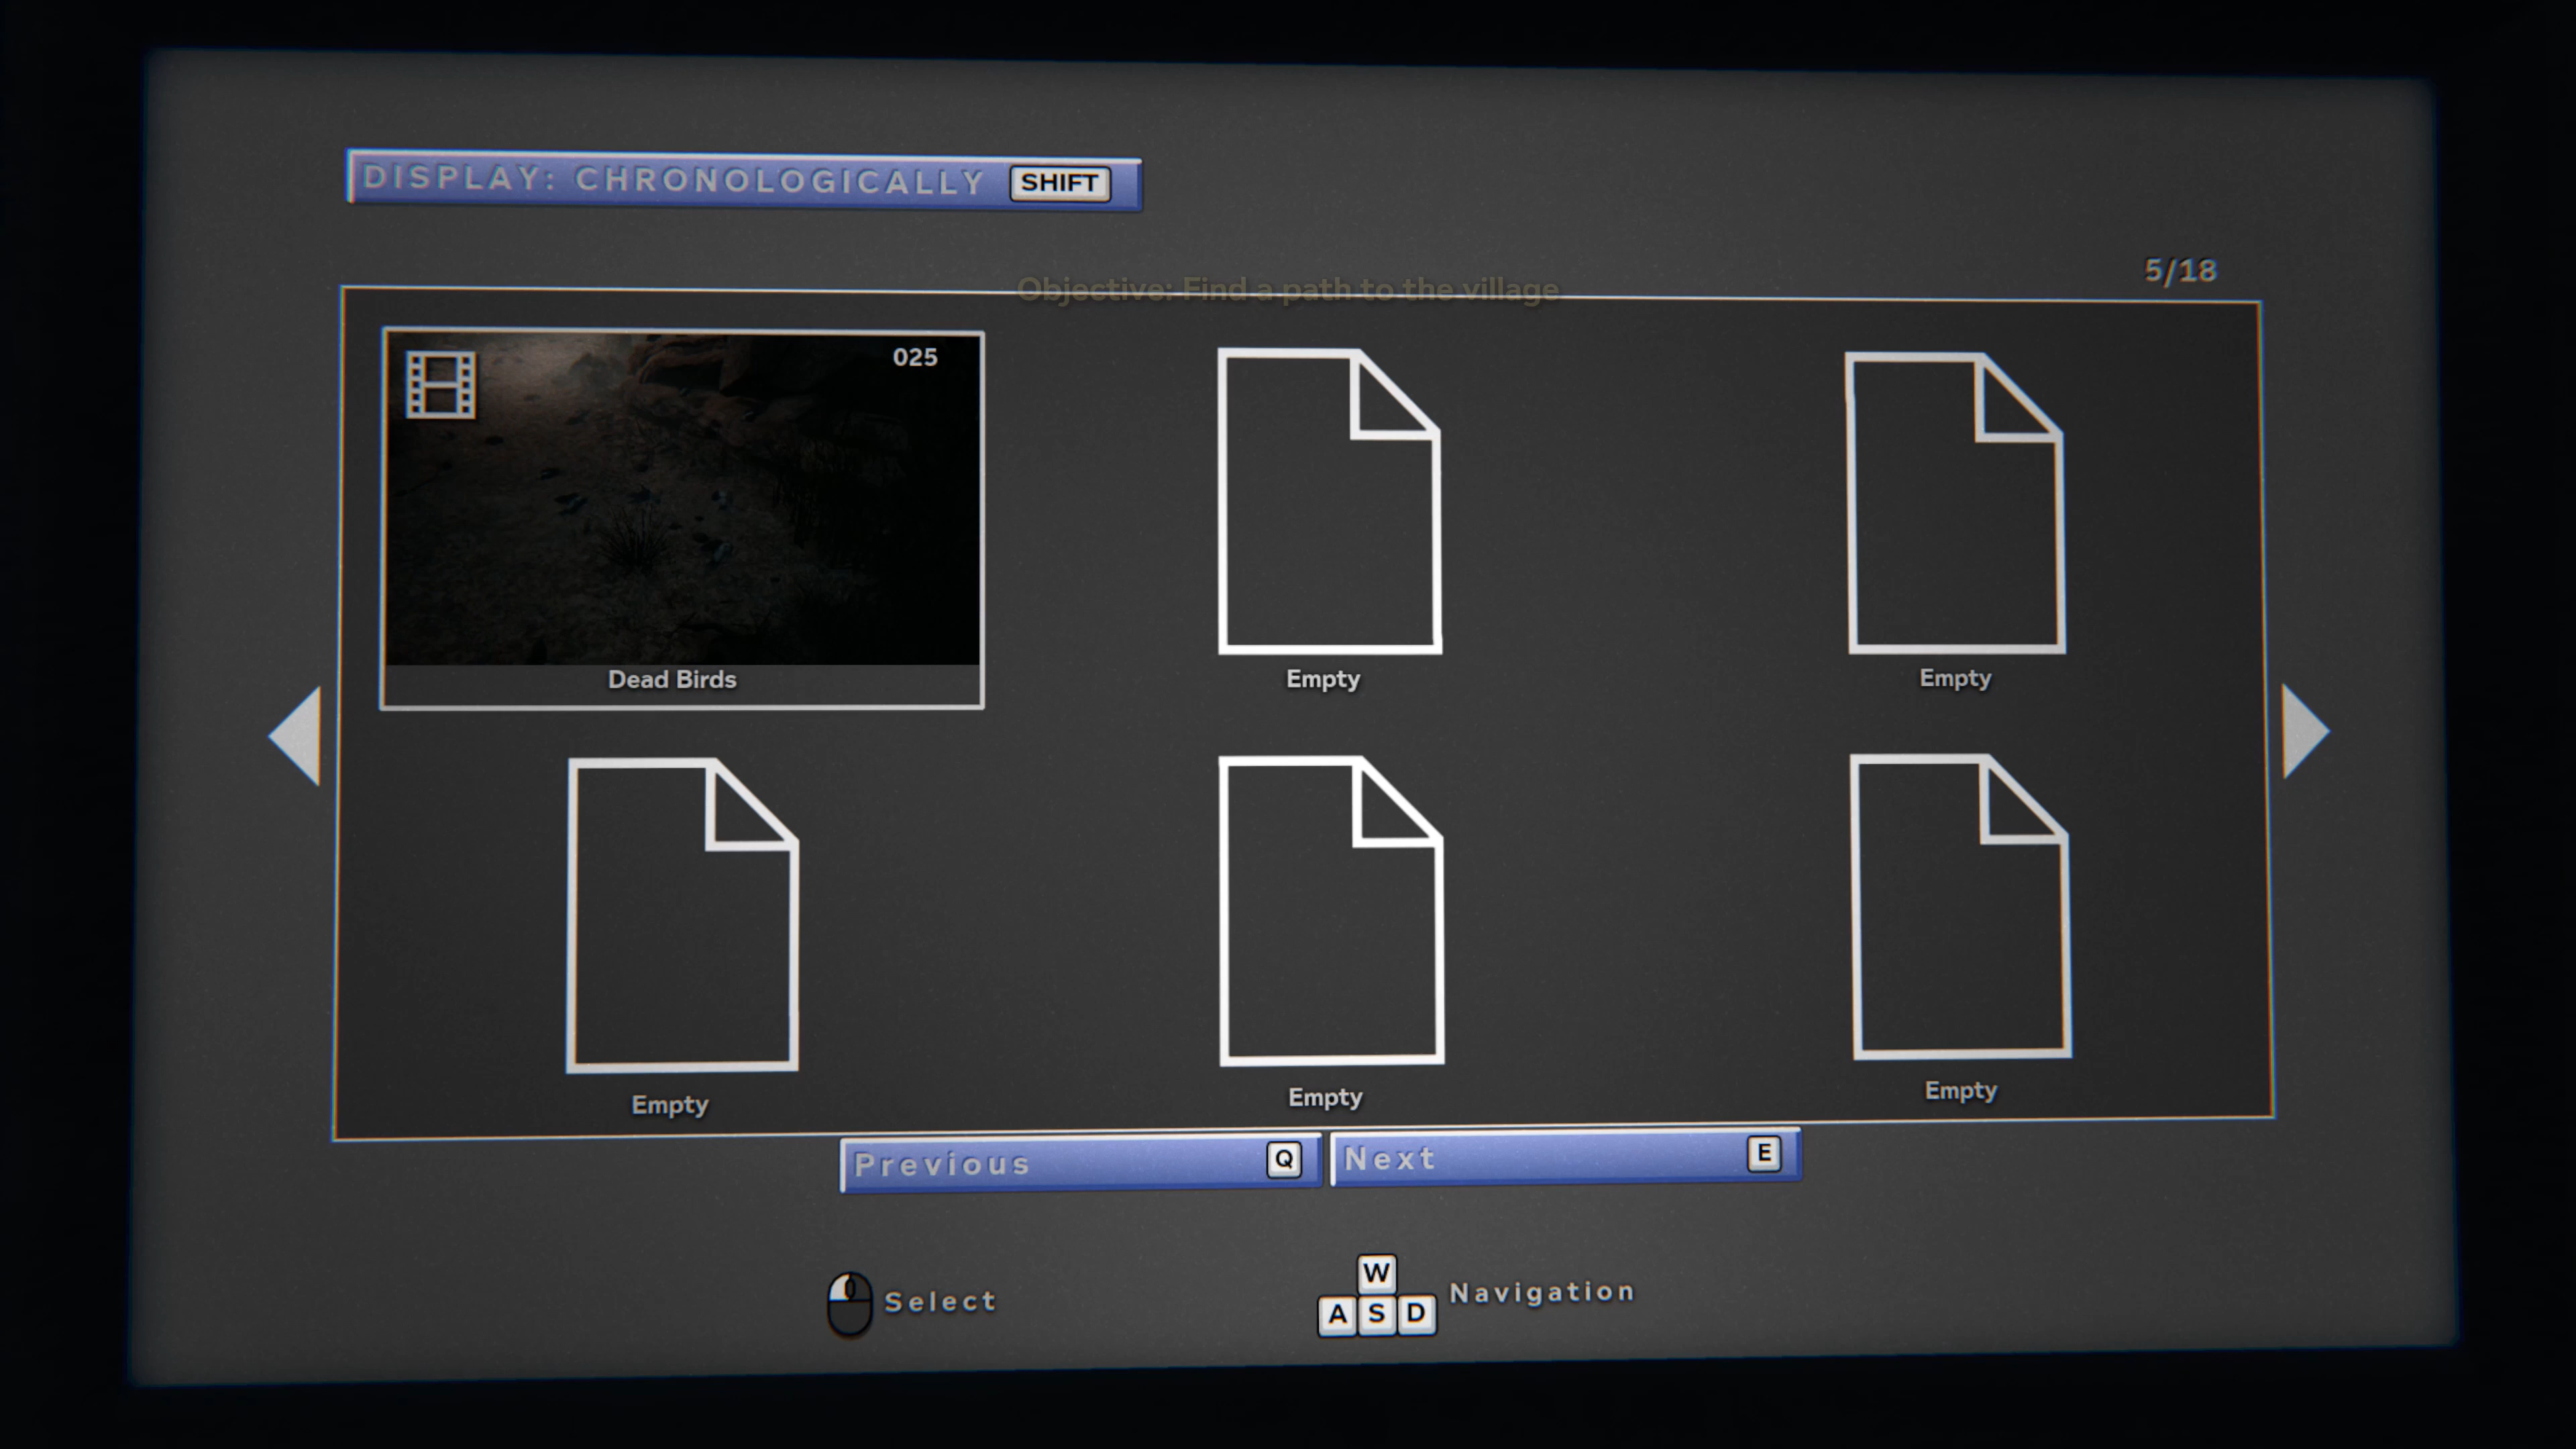 DISPLAY: CHRONOLOGICALLY SHIFT
5/18
Objective: Find a path to the village
025
Dead Birds
Empty
Empty
Empty
Empty
Empty
Previous Q
Next E
Select
W
A S D
Navigation